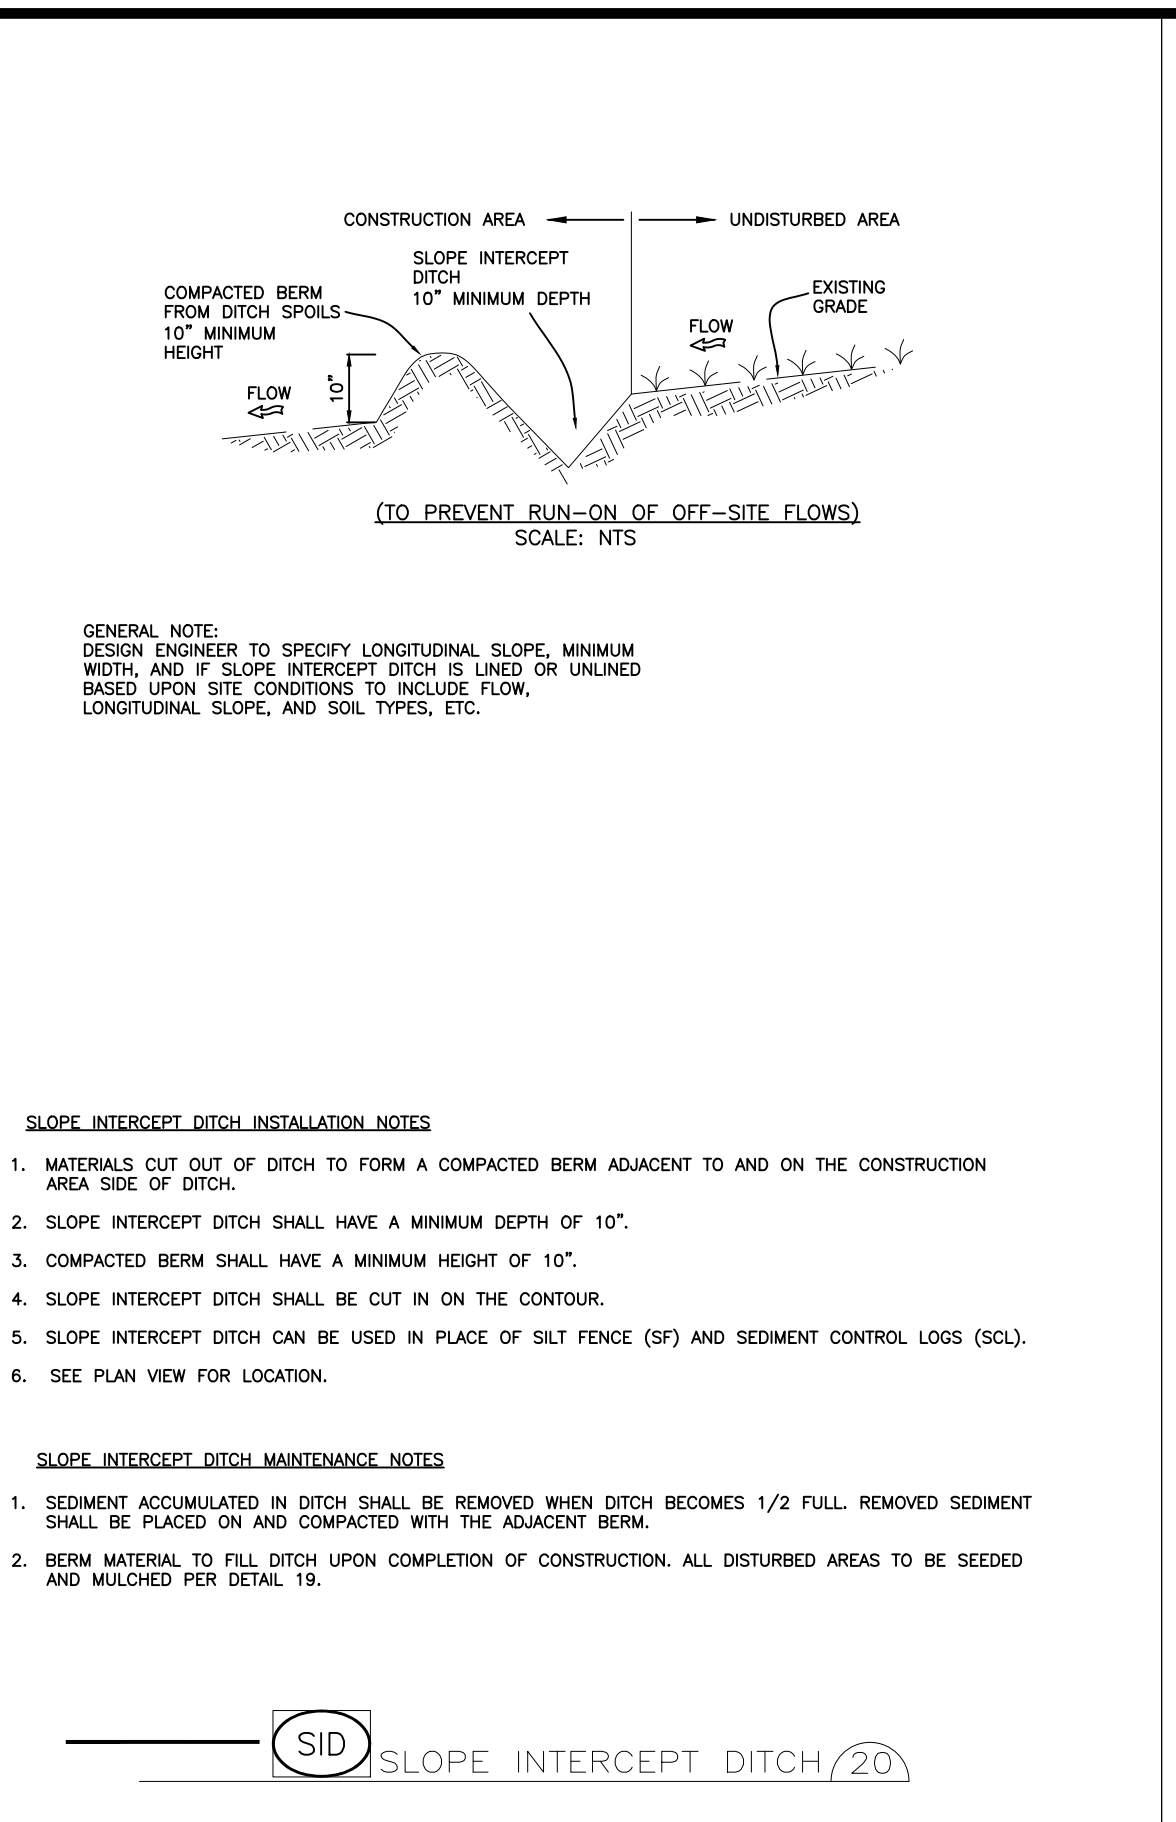 CONSTRUCTION AREA
UNDISTURBED AREA
SLOPE INTERCEPT
DITCH
10" MINIMUM DEPTH
COMPACTED BERM
FROM DITCH SPOILS
10" MINIMUM
HEIGHT
EXISTING
GRADE
FLOW
10"
FLOW
(TO PREVENT RUN-ON OF OFF-SITE FLOWS)
SCALE: NTS
GENERAL NOTE:
DESIGN ENGINEER TO SPECIFY LONGITUDINAL SLOPE, MINIMUM
WIDTH, AND IF SLOPE INTERCEPT DITCH IS LINED OR UNLINED
BASED UPON SITE CONDITIONS TO INCLUDE FLOW,
LONGITUDINAL SLOPE, AND SOIL TYPES, ETC.
SLOPE INTERCEPT DITCH INSTALLATION NOTES
1. MATERIALS CUT OUT OF DITCH TO FORM A COMPACTED BERM ADJACENT TO AND ON THE CONSTRUCTION
AREA SIDE OF DITCH.
2. SLOPE INTERCEPT DITCH SHALL HAVE A MINIMUM DEPTH OF 10".
3. COMPACTED BERM SHALL HAVE A MINIMUM HEIGHT OF 10".
4. SLOPE INTERCEPT DITCH SHALL BE CUT IN ON THE CONTOUR.
5. SLOPE INTERCEPT DITCH CAN BE USED IN PLACE OF SILT FENCE (SF) AND SEDIMENT CONTROL LOGS (SCL).
6. SEE PLAN VIEW FOR LOCATION.
SLOPE INTERCEPT DITCH MAINTENANCE NOTES
1. SEDIMENT ACCUMULATED IN DITCH SHALL BE REMOVED WHEN DITCH BECOMES 1/2 FULL. REMOVED SEDIMENT
SHALL BE PLACED ON AND COMPACTED WITH THE ADJACENT BERM.
2. BERM MATERIAL TO FILL DITCH UPON COMPLETION OF CONSTRUCTION. ALL DISTURBED AREAS TO BE SEEDED
AND MULCHED PER DETAIL 19.
SID
SLOPE INTERCEPT DITCH 20